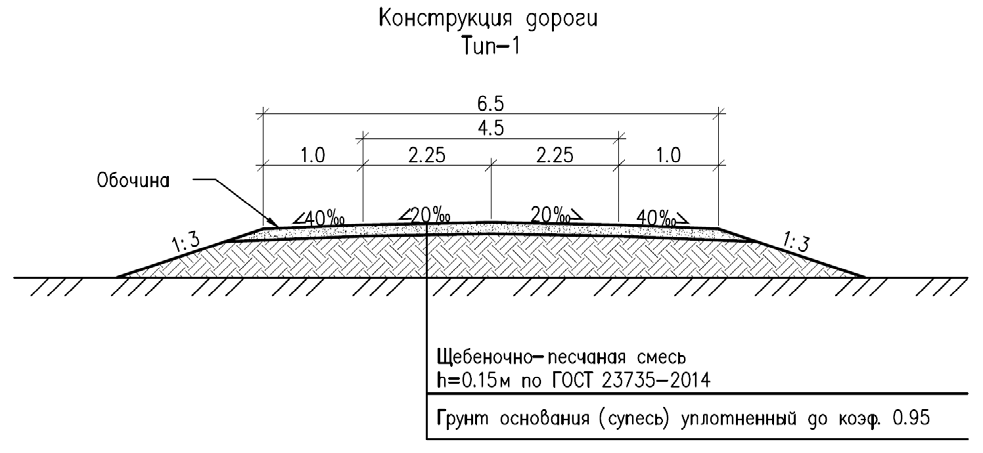 Конструкция дороги
Тип-1
6.5
4.5
1.0 2.25 2.25 1.0
Обочина
40‰ 20‰ 20‰ 40‰
1:3 1:3
Щебеночно-песчаная смесь
h=0.15м по ГОСТ 23735-2014
Грунт основания (супесь) уплотненный до коэф. 0.95